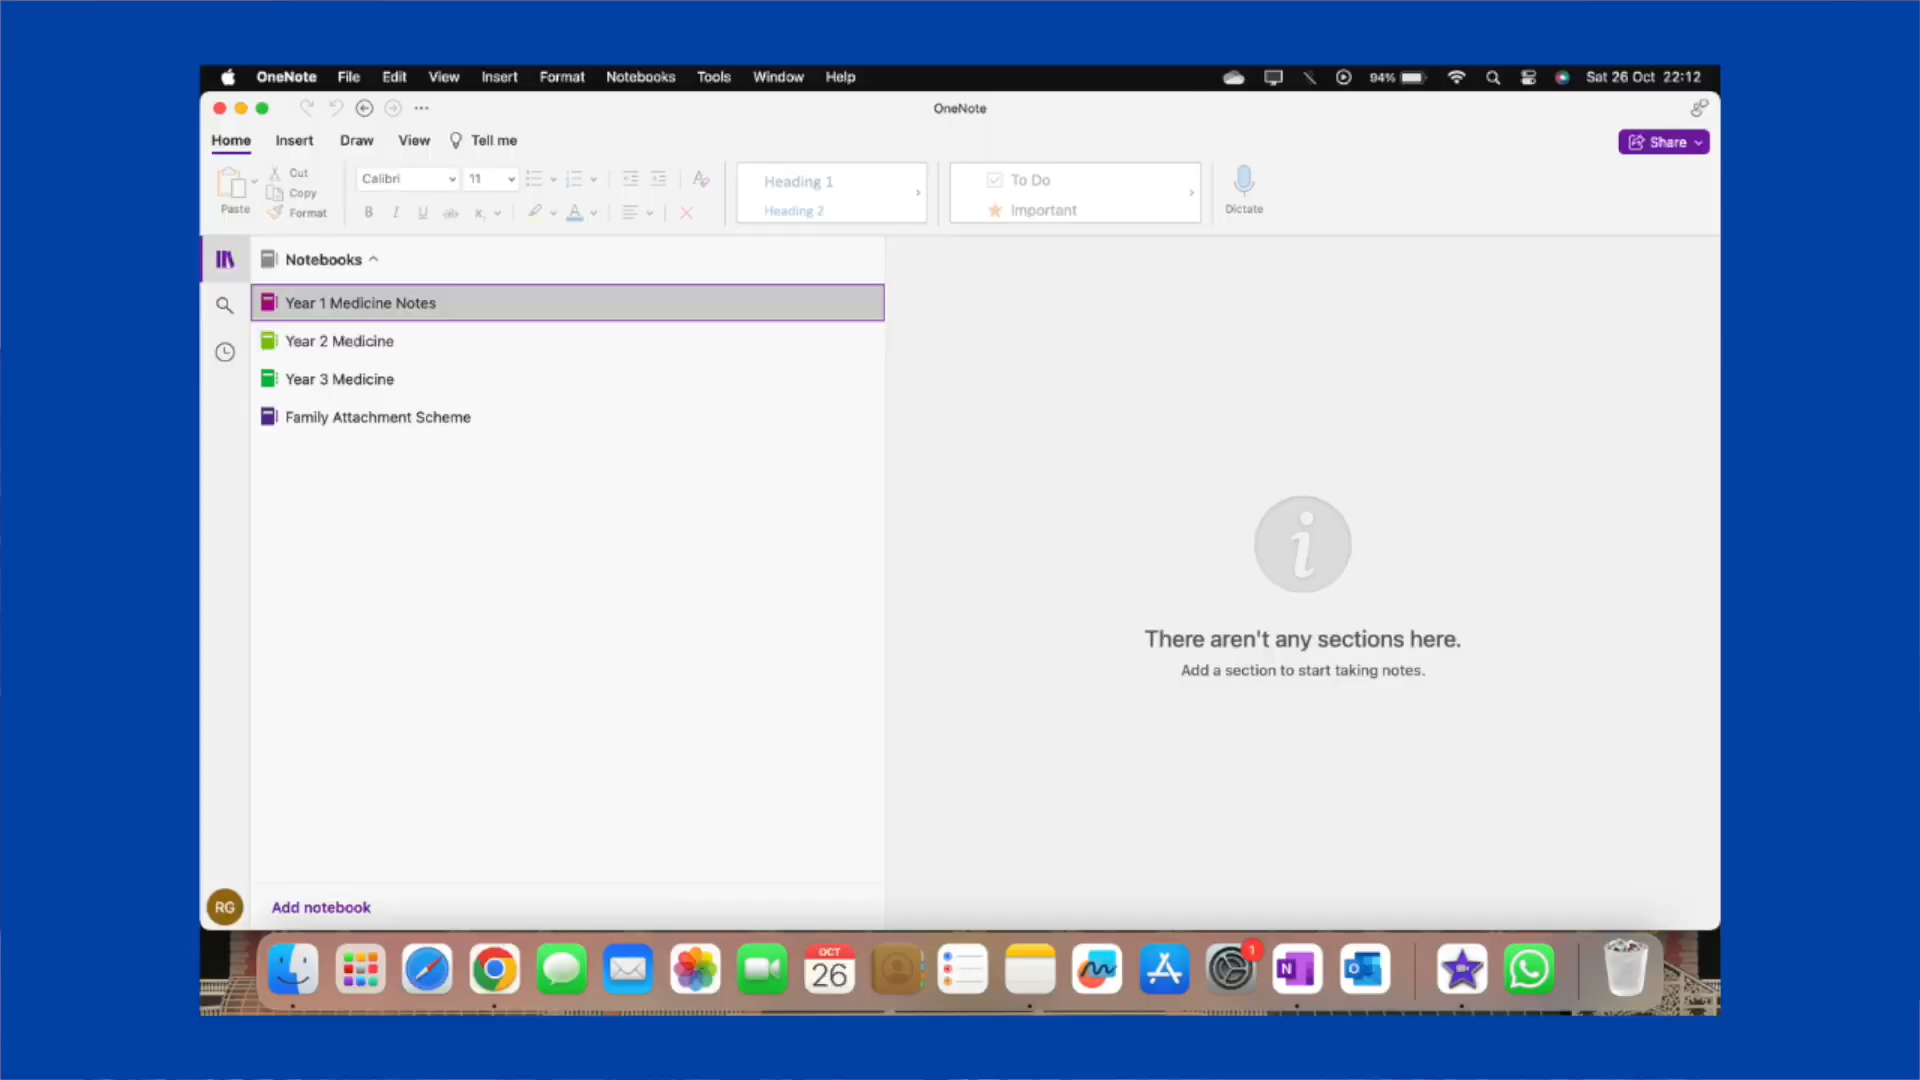 OneNote File Edit View Insert Format Notebooks Tools Window Help 94% Sat 26 Oct 22:12
OneNote
Home Insert Draw View Tell me Share
Paste Cut Copy Format
Calibri 11
B I U ab x
Heading 1
Heading 2
To Do
Important
Dictate
Notebooks
Year 1 Medicine Notes
Year 2 Medicine
Year 3 Medicine
Family Attachment Scheme
There aren't any sections here.
Add a section to start taking notes.
RG Add notebook
OCT
26
1
N
O